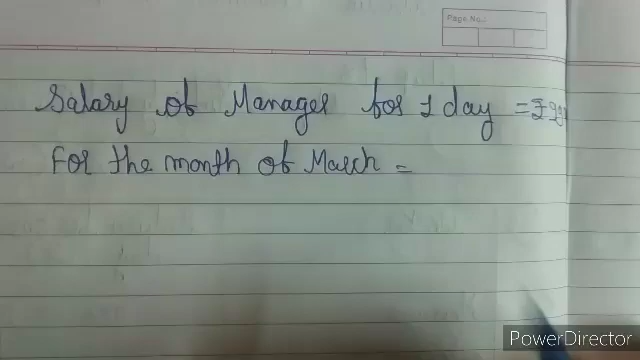 Page No.:
Salary of Manager for 1 day = ₹
For the month of March =
PowerDirector